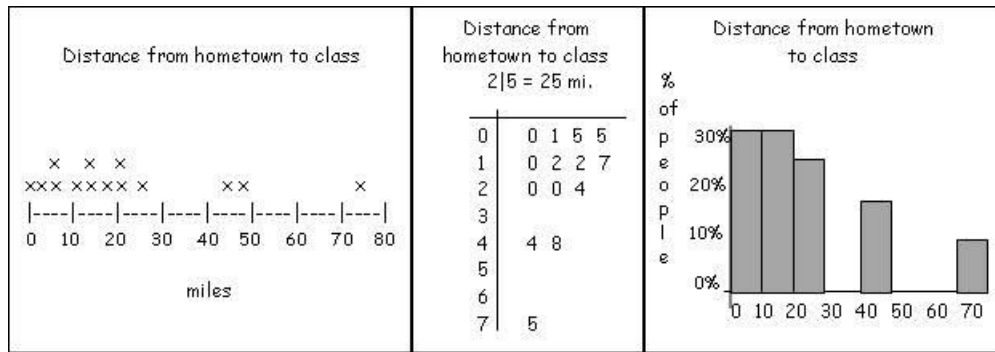 Distance from hometown to class
× × ×
× × × × × × × × × × ×
|----|----|----|----|----|----|----|----|
0 10 20 30 40 50 60 70 80
miles
Distance from
hometown to class
2|5 = 25 mi.
0 | 0 1 5 5
1 | 0 2 2 7
2 | 0 0 4
3 |
4 | 4 8
5 |
6 |
7 | 5
Distance from hometown
to class
% of people
30%
20%
10%
0%
0 10 20 30 40 50 60 70